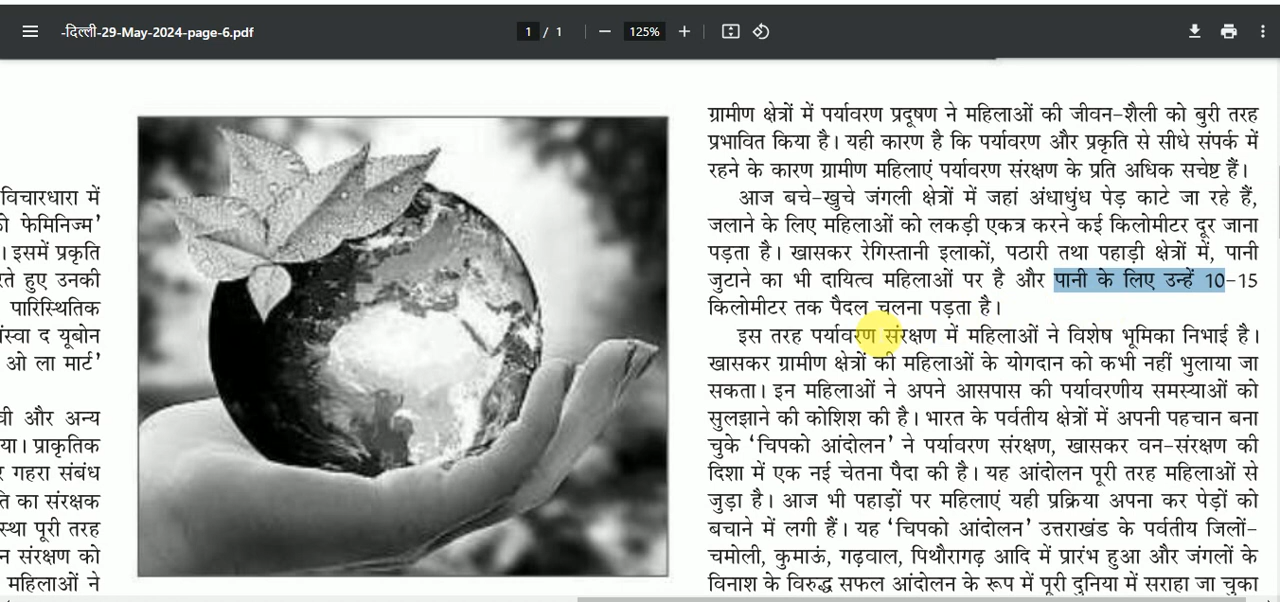 -दिल्ली-29-May-2024-page-6.pdf
1 / 1
125%
विचारधारा में
फेमिनिज्म’
। इसमें प्रकृति
हुए उनकी
पारिस्थितिक
द यूबोन
ओ ला मार्ट’
और अन्य
या। प्राकृतिक
गहरा संबंध
का संरक्षक
पूरी तरह
संरक्षण को
महिलाओं ने
ग्रामीण क्षेत्रों में पर्यावरण प्रदूषण ने महिलाओं की जीवन-शैली को बुरी तरह
प्रभावित किया है। यही कारण है कि पर्यावरण और प्रकृति से सीधे संपर्क में
रहने के कारण ग्रामीण महिलाएं पर्यावरण संरक्षण के प्रति अधिक सचेष्ट हैं।
आज बचे-खुचे जंगली क्षेत्रों में जहां अंधाधुंध पेड़ काटे जा रहे हैं,
जलाने के लिए महिलाओं को लकड़ी एकत्र करने कई किलोमीटर दूर जाना
पड़ता है। खासकर रेगिस्तानी इलाकों, पठारी तथा पहाड़ी क्षेत्रों में, पानी
जुटाने का भी दायित्व महिलाओं पर है और पानी के लिए उन्हें 10-15
किलोमीटर तक पैदल चलना पड़ता है।
इस तरह पर्यावरण संरक्षण में महिलाओं ने विशेष भूमिका निभाई है।
खासकर ग्रामीण क्षेत्रों की महिलाओं के योगदान को कभी नहीं भुलाया जा
सकता। इन महिलाओं ने अपने आसपास की पर्यावरणीय समस्याओं को
सुलझाने की कोशिश की है। भारत के पर्वतीय क्षेत्रों में अपनी पहचान बना
चुके ‘चिपको आंदोलन’ ने पर्यावरण संरक्षण, खासकर वन-संरक्षण की
दिशा में एक नई चेतना पैदा की है। यह आंदोलन पूरी तरह महिलाओं से
जुड़ा है। आज भी पहाड़ों पर महिलाएं यही प्रक्रिया अपना कर पेड़ों को
बचाने में लगी हैं। यह ‘चिपको आंदोलन’ उत्तराखंड के पर्वतीय जिलों-
चमोली, कुमाऊं, गढ़वाल, पिथौरागढ़ आदि में प्रारंभ हुआ और जंगलों के
विनाश के विरुद्ध सफल आंदोलन के रूप में पूरी दुनिया में सराहा जा चुका